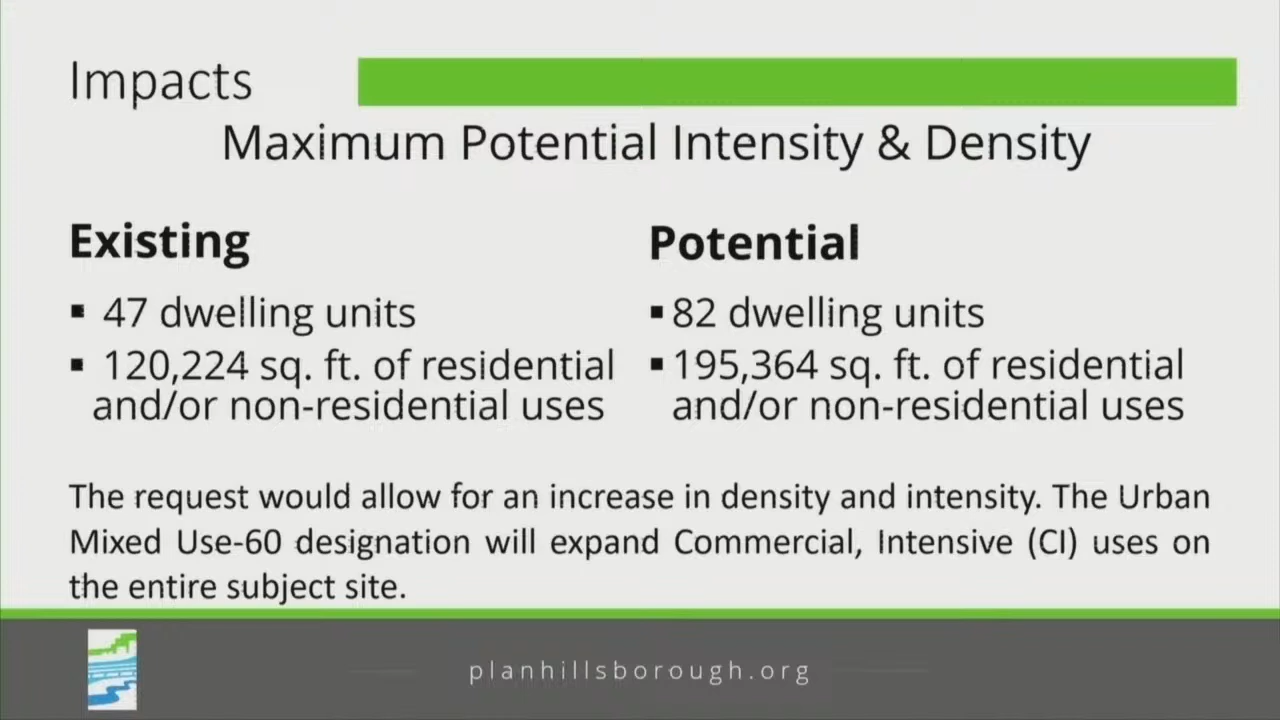 Impacts
Maximum Potential Intensity & Density
Existing
▪ 47 dwelling units
▪ 120,224 sq. ft. of residential
and/or non-residential uses
Potential
▪ 82 dwelling units
▪ 195,364 sq. ft. of residential
and/or non-residential uses
The request would allow for an increase in density and intensity. The Urban
Mixed Use-60 designation will expand Commercial, Intensive (CI) uses on
the entire subject site.
planhillsborough.org